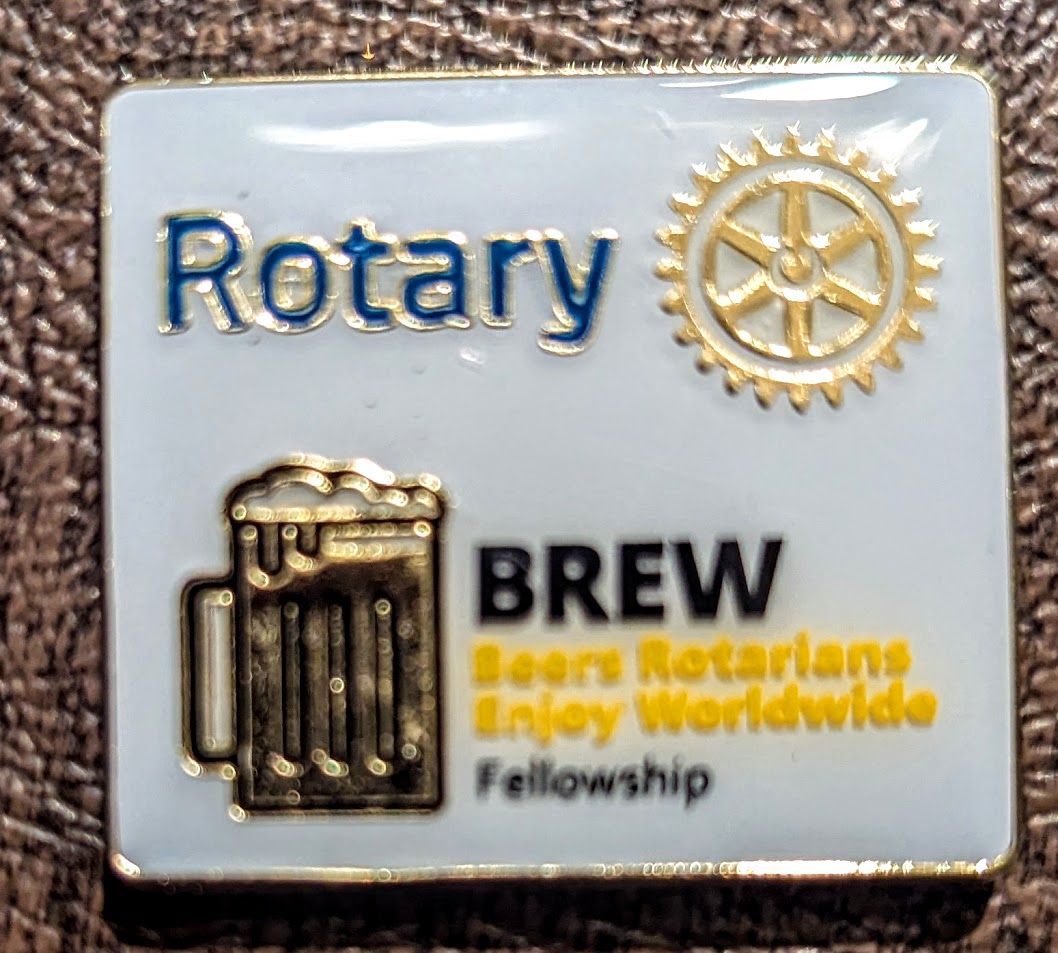 Rotary
BREW
Beers Rotarians
Enjoy Worldwide
Fellowship